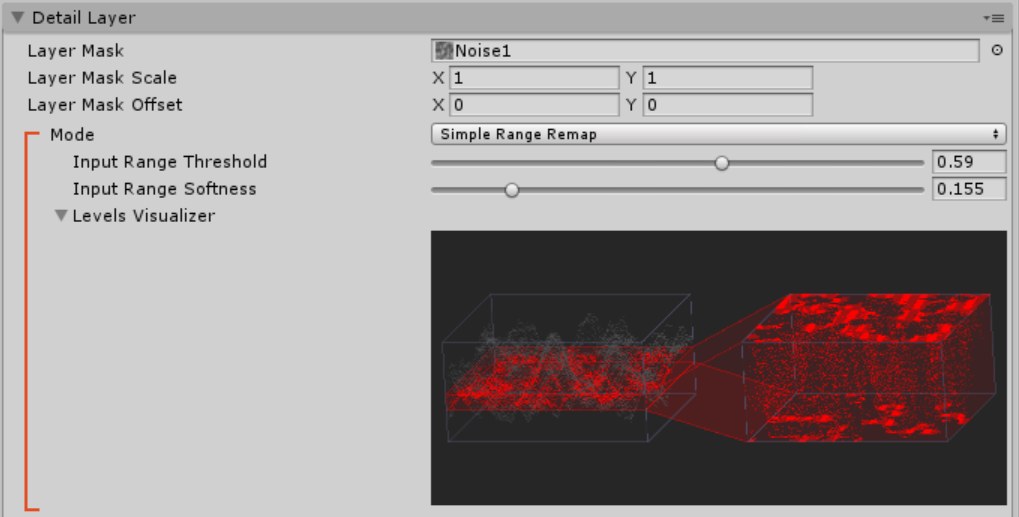 Detail Layer
Layer Mask Noise1
Layer Mask Scale X 1 Y 1
Layer Mask Offset X 0 Y 0
Mode Simple Range Remap
Input Range Threshold 0.59
Input Range Softness 0.155
Levels Visualizer